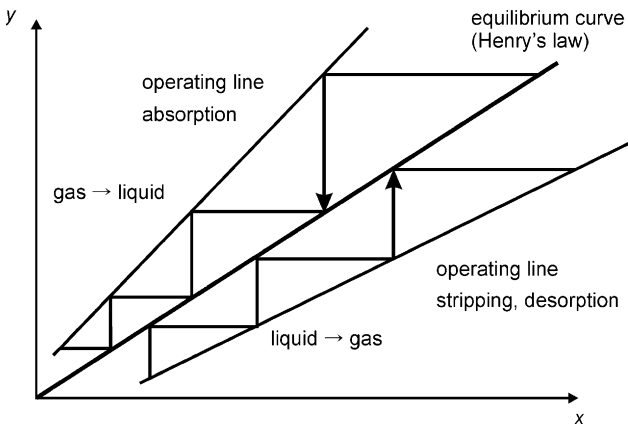 y
equilibrium curve
(Henry's law)
operating line
absorption
gas → liquid
operating line
stripping, desorption
liquid → gas
x